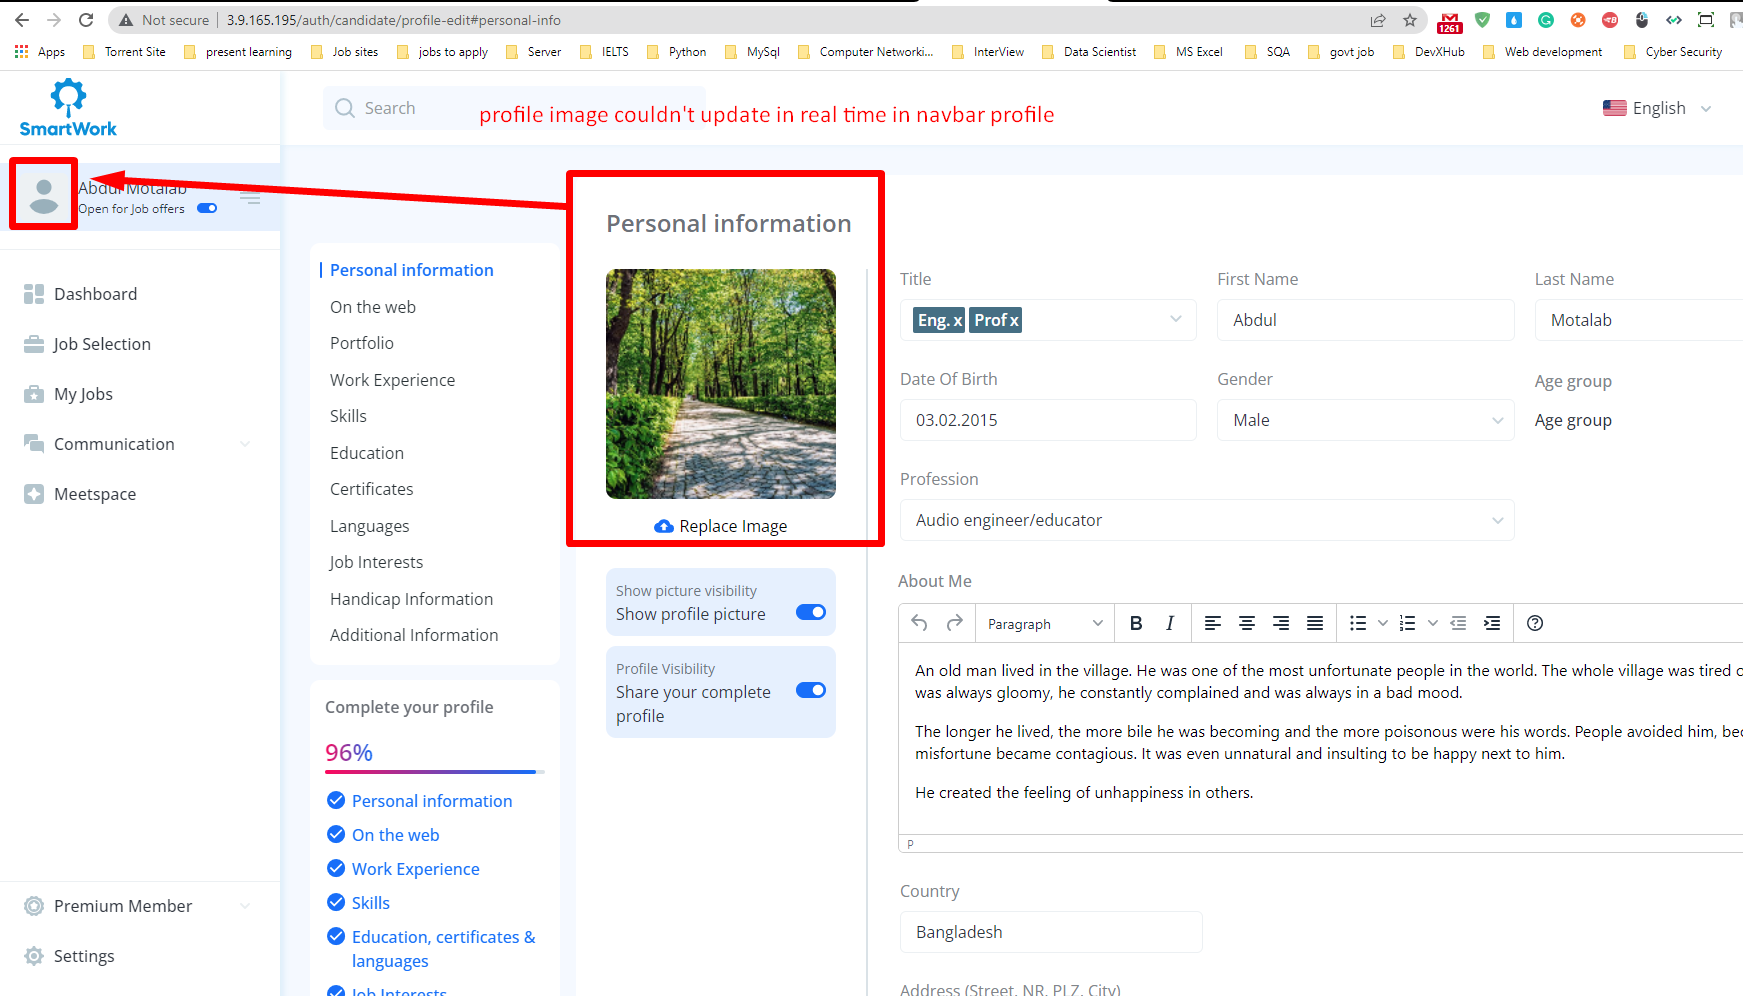 Not secure
3.9.165.195/auth/candidate/profile-edit#personal-info
1261
Apps
Torrent Site
present learning
Job sites
jobs to apply
Server
IELTS
Python
MySql
Computer Networki...
InterView
Data Scientist
MS Excel
SQA
govt job
DevXHub
Web development
Cyber Security
SmartWork
Search
profile image couldn't update in real time in navbar profile
English
Abdul Motalab
Open for Job offers
Dashboard
Job Selection
My Jobs
Communication
Meetspace
Premium Member
Settings
Personal information
On the web
Portfolio
Work Experience
Skills
Education
Certificates
Languages
Job Interests
Handicap Information
Additional Information
Complete your profile
96%
Personal information
On the web
Work Experience
Skills
Education, certificates &
languages
Job Interests
Personal information
Replace Image
Show picture visibility
Show profile picture
Profile Visibility
Share your complete
profile
Title
First Name
Last Name
Eng. x
Prof x
Abdul
Motalab
Date Of Birth
Gender
Age group
03.02.2015
Male
Age group
Profession
Audio engineer/educator
About Me
Paragraph
B
I
An old man lived in the village. He was one of the most unfortunate people in the world. The whole village was tired
was always gloomy, he constantly complained and was always in a bad mood.
The longer he lived, the more bile he was becoming and the more poisonous were his words. People avoided him,
misfortune became contagious. It was even unnatural and insulting to be happy next to him.
He created the feeling of unhappiness in others.
P
Country
Bangladesh
Address (Street, NR, PLZ, City)